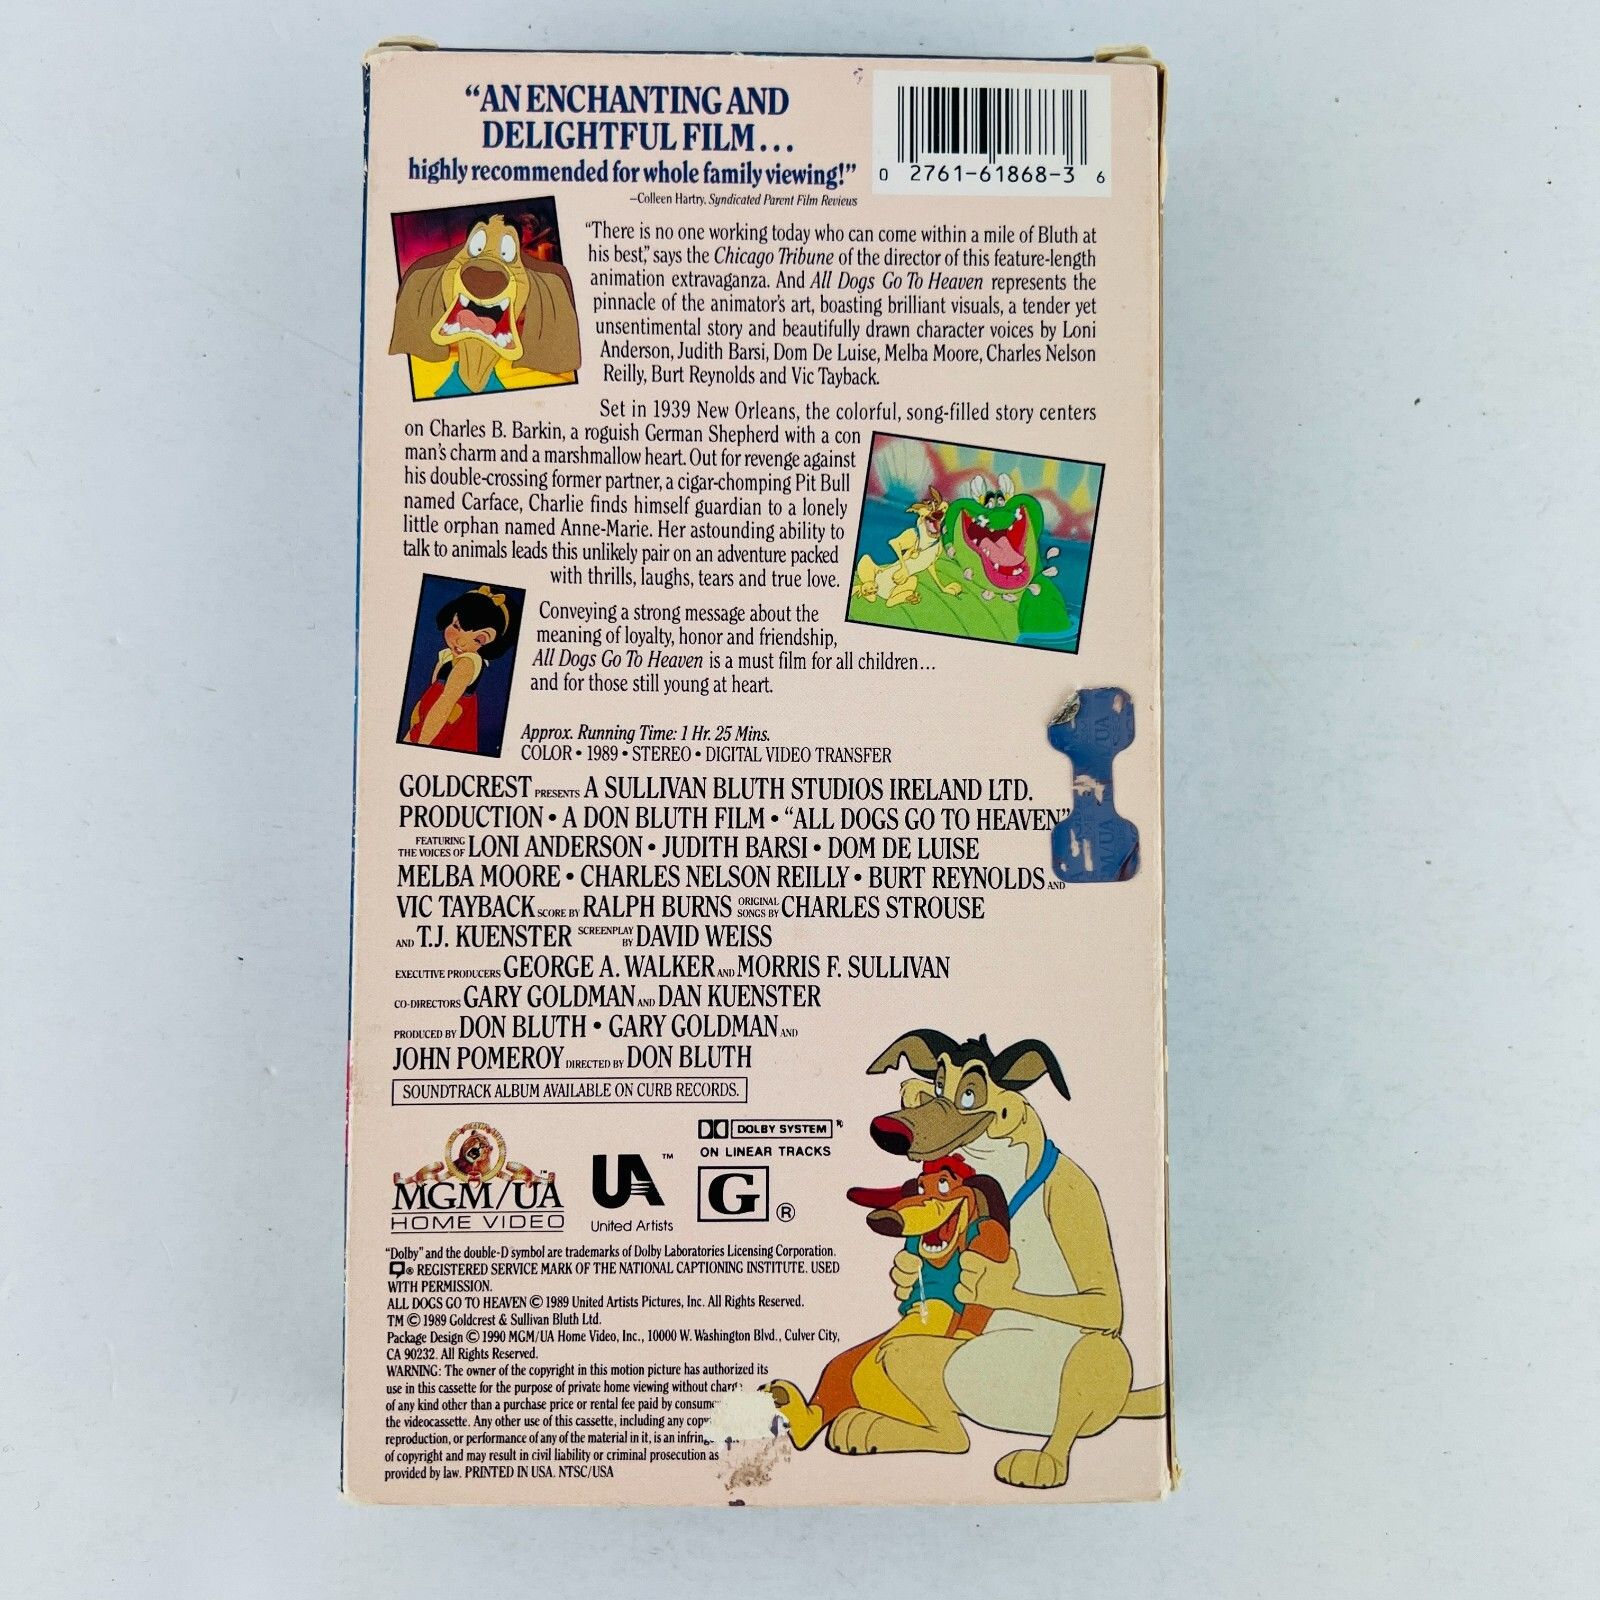 “AN ENCHANTING AND
DELIGHTFUL FILM...
highly recommended for whole family viewing!”
–Colleen Hartry, Syndicated Parent Film Reviews
0 2761-61868-3 6
“There is no one working today who can come within a mile of Bluth at
his best,” says the Chicago Tribune of the director of this feature-length
animation extravaganza. And All Dogs Go To Heaven represents the
pinnacle of the animator's art, boasting brilliant visuals, a tender yet
unsentimental story and beautifully drawn character voices by Loni
Anderson, Judith Barsi, Dom De Luise, Melba Moore, Charles Nelson
Reilly, Burt Reynolds and Vic Tayback.
Set in 1939 New Orleans, the colorful, song-filled story centers
on Charles B. Barkin, a roguish German Shepherd with a con
man's charm and a marshmallow heart. Out for revenge against
his double-crossing former partner, a cigar-chomping Pit Bull
named Carface, Charlie finds himself guardian to a lonely
little orphan named Anne-Marie. Her astounding ability to
talk to animals leads this unlikely pair on an adventure packed
with thrills, laughs, tears and true love.
Conveying a strong message about the
meaning of loyalty, honor and friendship,
All Dogs Go To Heaven is a must film for all children...
and for those still young at heart.
Approx. Running Time: 1 Hr. 25 Mins.
COLOR • 1989 • STEREO • DIGITAL VIDEO TRANSFER
GOLDCREST PRESENTS A SULLIVAN BLUTH STUDIOS IRELAND LTD.
PRODUCTION • A DON BLUTH FILM • “ALL DOGS GO TO HEAVEN”
FEATURING THE VOICES OF LONI ANDERSON • JUDITH BARSI • DOM DE LUISE
MELBA MOORE • CHARLES NELSON REILLY • BURT REYNOLDS AND
VIC TAYBACK SCORE BY RALPH BURNS ORIGINAL SONGS BY CHARLES STROUSE
AND T.J. KUENSTER SCREENPLAY BY DAVID WEISS
EXECUTIVE PRODUCERS GEORGE A. WALKER AND MORRIS F. SULLIVAN
CO-DIRECTORS GARY GOLDMAN AND DAN KUENSTER
PRODUCED BY DON BLUTH • GARY GOLDMAN AND
JOHN POMEROY DIRECTED BY DON BLUTH
SOUNDTRACK ALBUM AVAILABLE ON CURB RECORDS.
MGM/UA
HOME VIDEO
UA™
United Artists
DOLBY SYSTEM®
ON LINEAR TRACKS
G ®
“Dolby” and the double-D symbol are trademarks of Dolby Laboratories Licensing Corporation.
® REGISTERED SERVICE MARK OF THE NATIONAL CAPTIONING INSTITUTE. USED
WITH PERMISSION.
ALL DOGS GO TO HEAVEN © 1989 United Artists Pictures, Inc. All Rights Reserved.
TM © 1989 Goldcrest & Sullivan Bluth Ltd.
Package Design © 1990 MGM/UA Home Video, Inc., 10000 W. Washington Blvd., Culver City,
CA 90232. All Rights Reserved.
WARNING: The owner of the copyright in this motion picture has authorized its
use in this cassette for the purpose of private home viewing without charge
of any kind other than a purchase price or rental fee paid by consume
the videocassette. Any other use of this cassette, including any cop
reproduction, or performance of any of the material in it, is an infring
of copyright and may result in civil liability or criminal prosecution as
provided by law. PRINTED IN USA. NTSC/USA